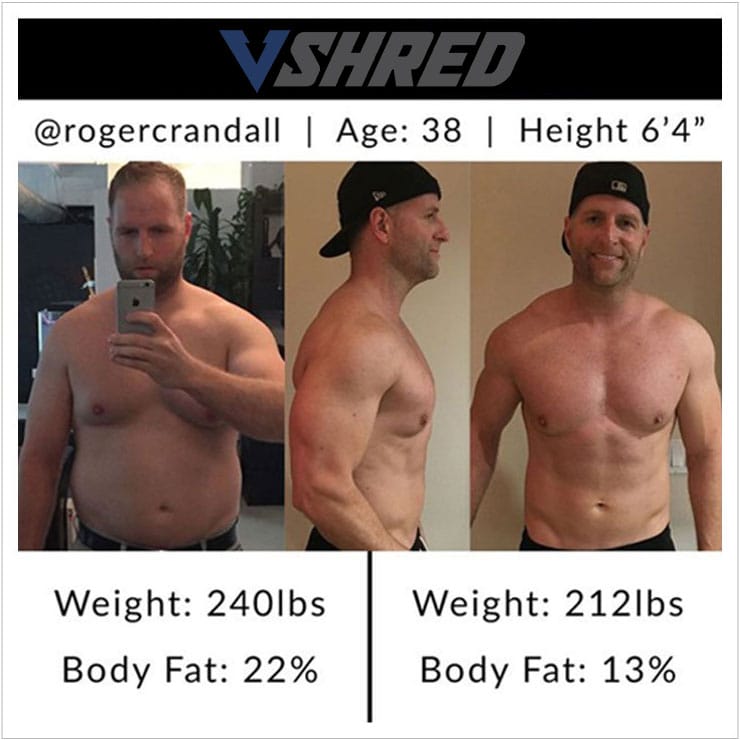 VSHRED
@rogercrandall | Age: 38 | Height 6’4”
Weight: 240lbs
Body Fat: 22%
Weight: 212lbs
Body Fat: 13%